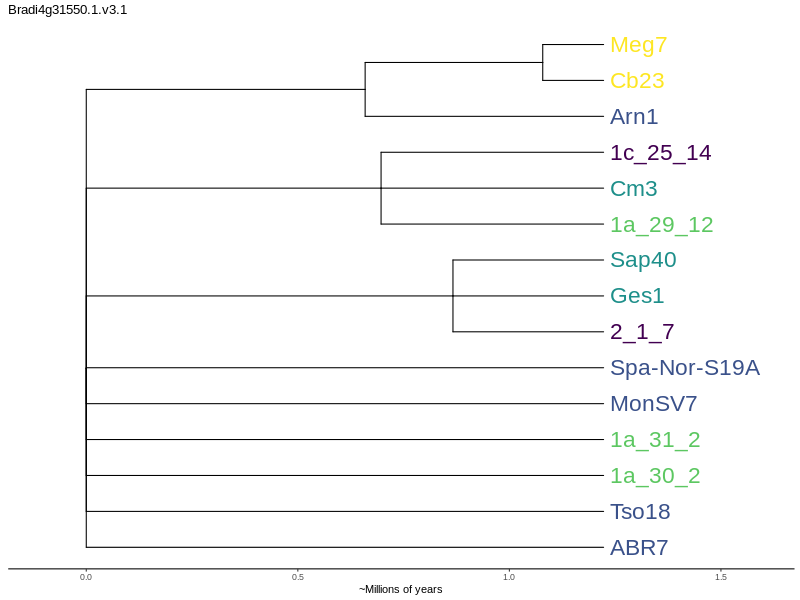 Bradi4g31550.1.v3.1
Meg7
Cb23
Arn1
1c_25_14
Cm3
1a_29_12
Sap40
Ges1
2_1_7
Spa-Nor-S19A
MonSV7
1a_31_2
1a_30_2
Tso18
ABR7
0.0 0.5 1.0 1.5
~Millions of years